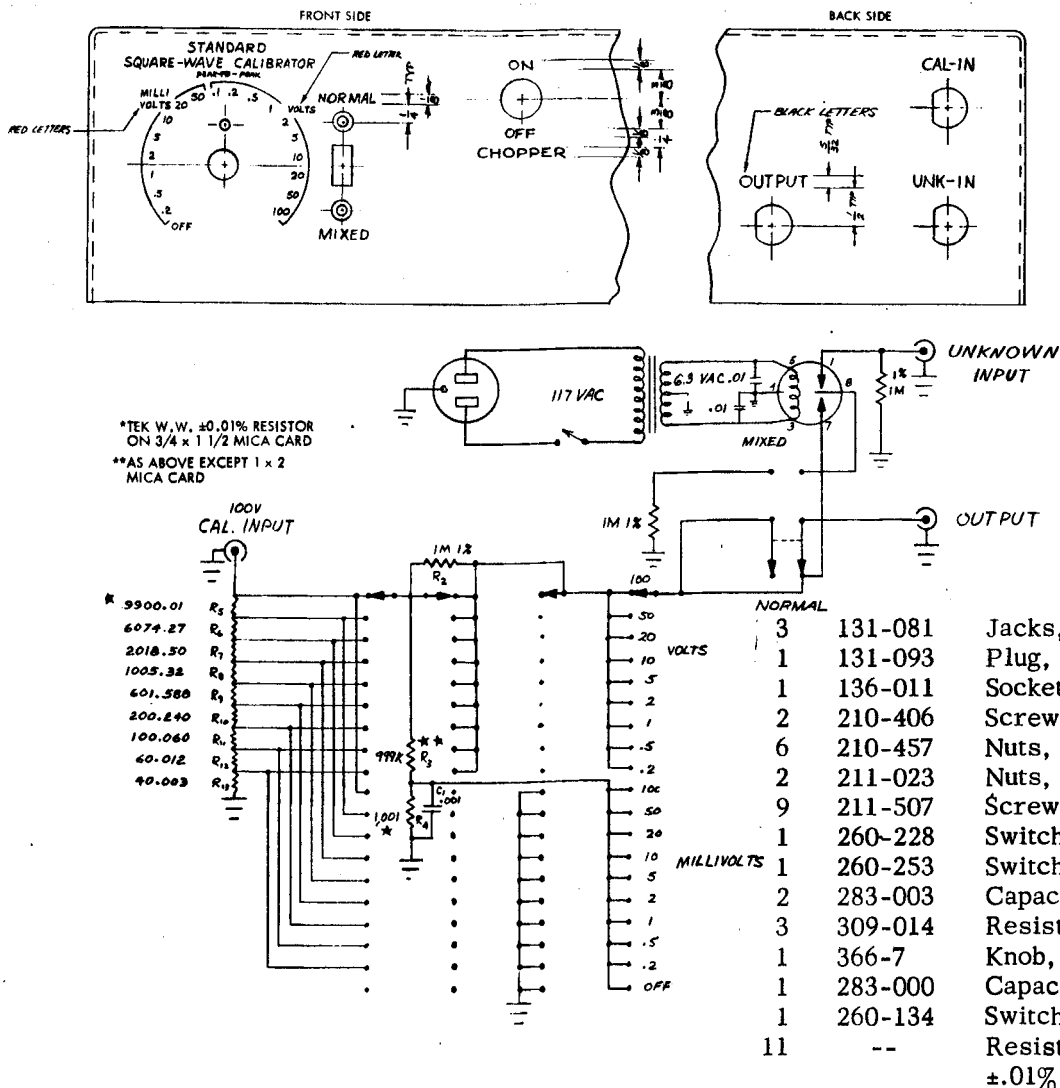 FRONT SIDE
BACK SIDE
STANDARD
SQUARE-WAVE CALIBRATOR
PEAK-TO-PEAK
RED LETTER
RED LETTERS
MILLI
VOLTS
VOLTS
OFF
.2
.5
1
2
5
10
20
50
.1
.2
.5
1
2
5
10
20
50
100
NORMAL
MIXED
TYP
1/4
ON
OFF
CHOPPER
CAL-IN
BLACK LETTERS
OUTPUT
UNK-IN
5/32 TYP
1/2 TYP
UNKNOWN
INPUT
117 VAC
6.3 VAC
.01
.01
1%
1M
MIXED
*TEK W.W. ±0.01% RESISTOR
ON 3/4 x 1 1/2 MICA CARD
**AS ABOVE EXCEPT 1 x 2
MICA CARD
100V
CAL. INPUT
1M 1%
OUTPUT
1M 1%
R2
100
NORMAL
★ 9900.01 R5
6074.27 R6
2018.50 R7
1005.32 R8
601.588 R9
200.240 R10
100.060 R11
60.012 R12
40.003 R13
999K ★★ R3
1,001 ★ R4
C1 .001
50
20
10
5
2
1
.5
.2
VOLTS
100
50
20
10
5
2
1
.5
.2
OFF
MILLIVOLTS
3 131-081 Jacks,
1 131-093 Plug,
1 136-011 Socket
2 210-406 Screw
6 210-457 Nuts,
2 211-023 Nuts,
9 211-507 Screw
1 260-228 Switch
1 260-253 Switch
2 283-003 Capac
3 309-014 Resist
1 366-7 Knob,
1 283-000 Capac
1 260-134 Switch
11 -- Resist
±.01%